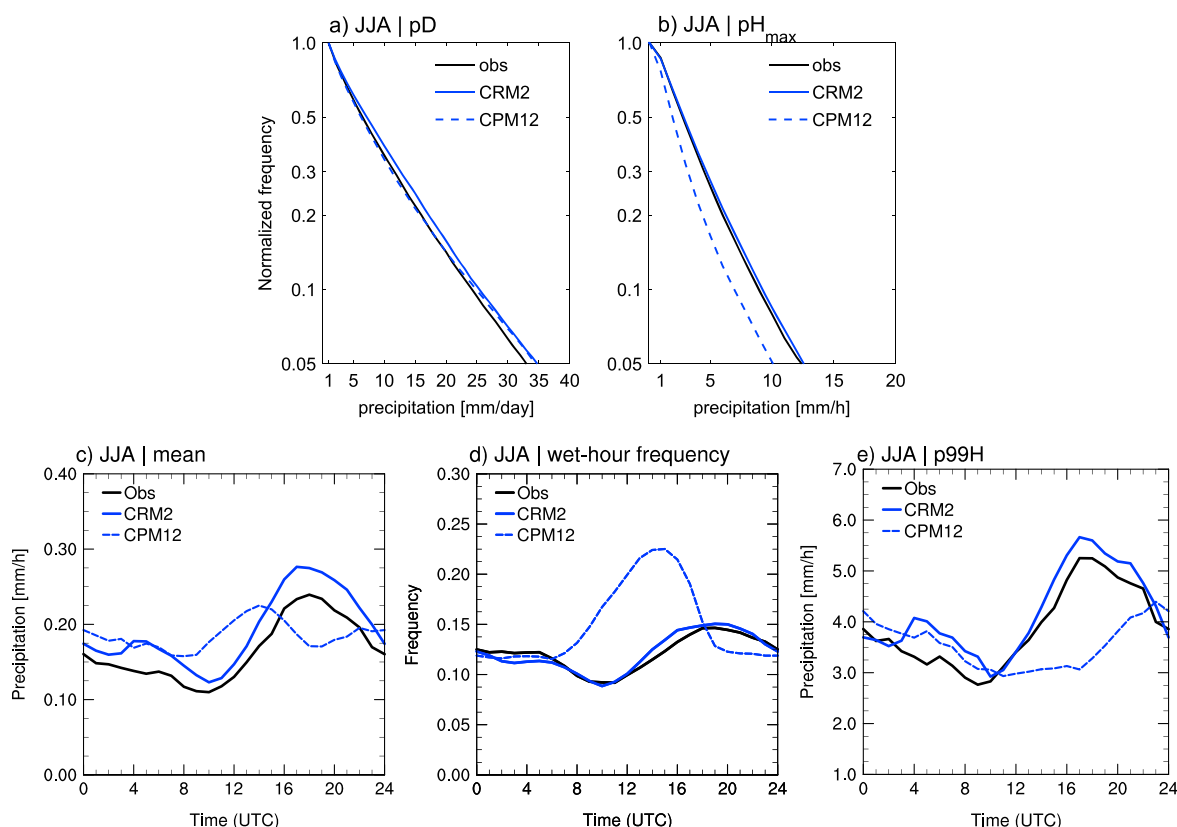 a) JJA | pD
b) JJA | pHmax
Normalized frequency
1.0
0.5
0.3
0.2
0.1
0.05
obs
CRM2
CPM12
1 5 10 15 20 25 30 35 40
precipitation [mm/day]
1.0
0.5
0.3
0.2
0.1
0.05
obs
CRM2
CPM12
1 5 10 15 20
precipitation [mm/h]
c) JJA | mean
Precipitation [mm/h]
0.40
0.30
0.20
0.10
0.00
Obs
CRM2
CPM12
0 4 8 12 16 20 24
Time (UTC)
d) JJA | wet-hour frequency
Frequency
0.30
0.25
0.20
0.15
0.10
0.05
0.00
Obs
CRM2
CPM12
0 4 8 12 16 20 24
Time (UTC)
e) JJA | p99H
Precipitation [mm/h]
7.0
6.0
5.0
4.0
3.0
2.0
1.0
Obs
CRM2
CPM12
0 4 8 12 16 20 24
Time (UTC)